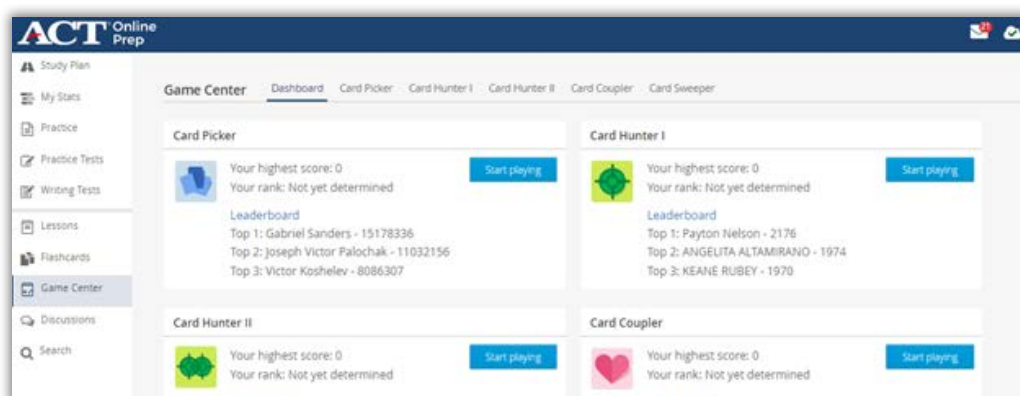 ACT Online Prep
21
Study Plan
My Stats
Practice
Practice Tests
Writing Tests
Lessons
Flashcards
Game Center
Discussions
Search
Game Center Dashboard Card Picker Card Hunter I Card Hunter II Card Coupler Card Sweeper
Card Picker
Your highest score: 0
Your rank: Not yet determined
Start playing
Leaderboard
Top 1: Gabriel Sanders - 15178336
Top 2: Joseph Victor Palochak - 11032156
Top 3: Victor Koshelev - 8086307
Card Hunter I
Your highest score: 0
Your rank: Not yet determined
Start playing
Leaderboard
Top 1: Payton Nelson - 2176
Top 2: ANGELITA ALTAMIRANO - 1974
Top 3: KEANE RUBEY - 1970
Card Hunter II
Your highest score: 0
Your rank: Not yet determined
Start playing
Card Coupler
Your highest score: 0
Your rank: Not yet determined
Start playing